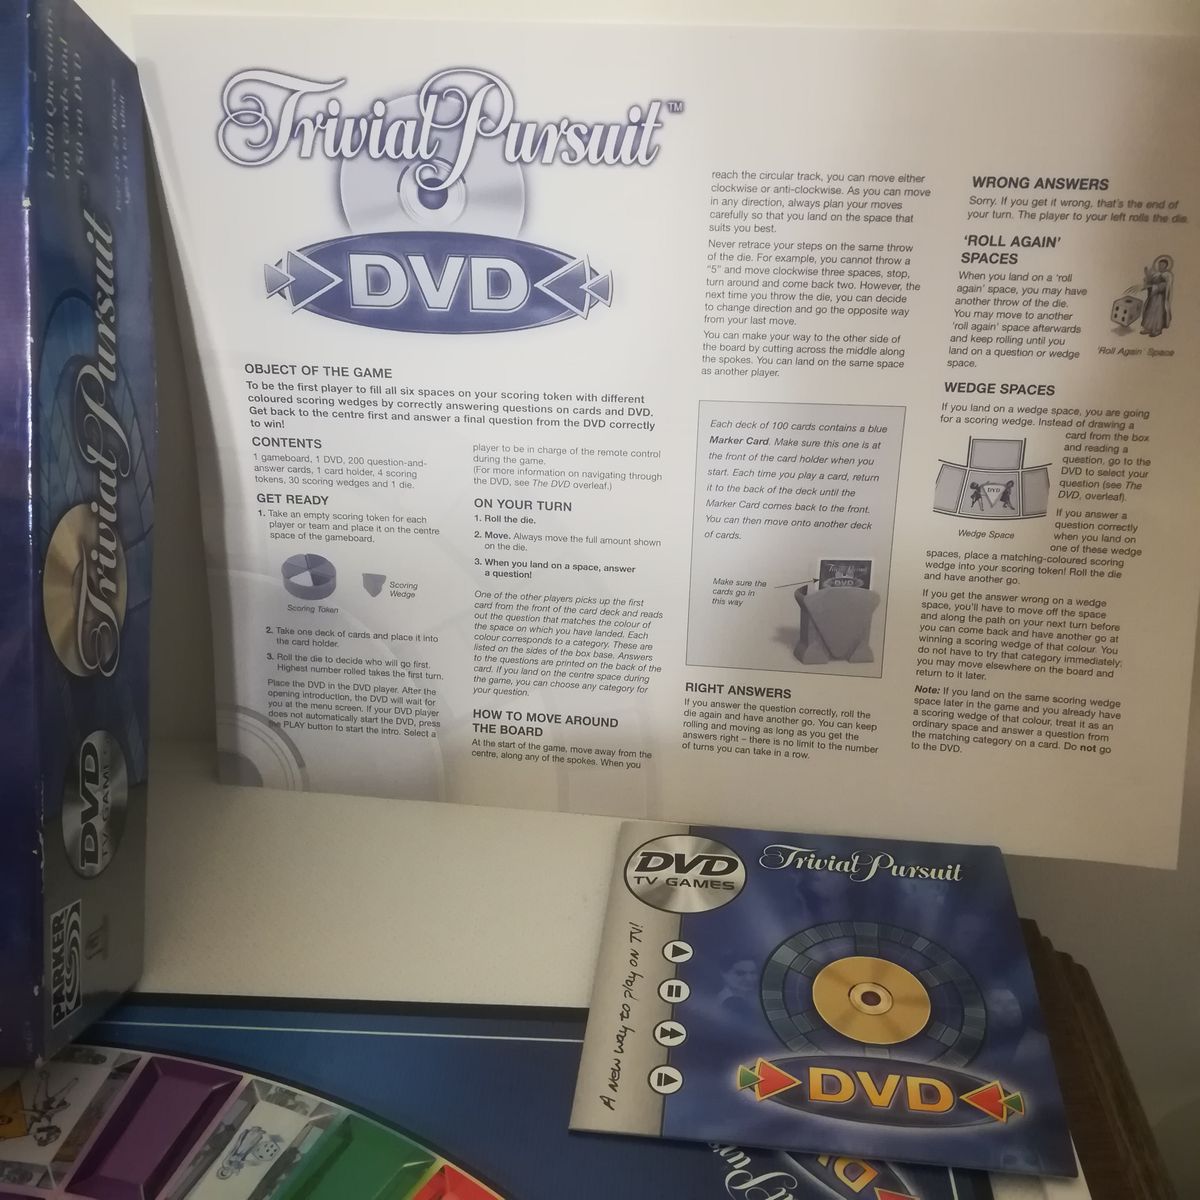 1,200 Questions
on Cards and
150 on DVD
Trivial Pursuit
DVD
TV GAMES
PARKER
Trivial Pursuit™
DVD
OBJECT OF THE GAME
To be the first player to fill all six spaces on your scoring token with different
coloured scoring wedges by correctly answering questions on cards and DVD.
Get back to the centre first and answer a final question from the DVD correctly
to win!
CONTENTS
1 gameboard, 1 DVD, 200 question-and-
answer cards, 1 card holder, 4 scoring
tokens, 30 scoring wedges and 1 die.
GET READY
1. Take an empty scoring token for each
player or team and place it on the centre
space of the gameboard.
Scoring Token
Scoring
Wedge
2. Take one deck of cards and place it into
the card holder.
3. Roll the die to decide who will go first.
Highest number rolled takes the first turn.
Place the DVD in the DVD player. After the
opening introduction, the DVD will wait for
you at the menu screen. If your DVD player
does not automatically start the DVD, press
the PLAY button to start the intro. Select a
player to be in charge of the remote control
during the game.
(For more information on navigating through
the DVD, see The DVD overleaf.)
ON YOUR TURN
1. Roll the die.
2. Move. Always move the full amount shown
on the die.
3. When you land on a space, answer
a question!
One of the other players picks up the first
card from the front of the card deck and reads
out the question that matches the colour of
the space on which you have landed. Each
colour corresponds to a category. These are
listed on the sides of the box base. Answers
to the questions are printed on the back of the
card. If you land on the centre space during
the game, you can choose any category for
your question.
HOW TO MOVE AROUND
THE BOARD
At the start of the game, move away from the
centre, along any of the spokes. When you
reach the circular track, you can move either
clockwise or anti-clockwise. As you can move
in any direction, always plan your moves
carefully so that you land on the space that
suits you best.
Never retrace your steps on the same throw
of the die. For example, you cannot throw a
"5" and move clockwise three spaces, stop,
turn around and come back two. However, the
next time you throw the die, you can decide
to change direction and go the opposite way
from your last move.
You can make your way to the other side of
the board by cutting across the middle along
the spokes. You can land on the same space
as another player.
Each deck of 100 cards contains a blue
Marker Card. Make sure this one is at
the front of the card holder when you
start. Each time you play a card, return
it to the back of the deck until the
Marker Card comes back to the front.
You can then move onto another deck
of cards.
Make sure the
cards go in
this way
Trivial Pursuit
DVD
RIGHT ANSWERS
If you answer the question correctly, roll the
die again and have another go. You can keep
rolling and moving as long as you get the
answers right – there is no limit to the number
of turns you can take in a row.
WRONG ANSWERS
Sorry. If you get it wrong, that's the end of
your turn. The player to your left rolls the die.
'ROLL AGAIN'
SPACES
When you land on a 'roll
again' space, you may have
another throw of the die.
You may move to another
'roll again' space afterwards
and keep rolling until you
land on a question or wedge
space.
'Roll Again' Space
WEDGE SPACES
If you land on a wedge space, you are going
for a scoring wedge. Instead of drawing a
card from the box
and reading a
question, go to the
DVD to select your
question (see The
DVD, overleaf).
DVD
Wedge Space
If you answer a
question correctly
when you land on
one of these wedge
spaces, place a matching-coloured scoring
wedge into your scoring token! Roll the die
and have another go.
If you get the answer wrong on a wedge
space, you'll have to move off the space
and along the path on your next turn before
you can come back and have another go at
winning a scoring wedge of that colour. You
do not have to try that category immediately;
you may move elsewhere on the board and
return to it later.
Note: If you land on the same scoring wedge
space later in the game and you already have
a scoring wedge of that colour, treat it as an
ordinary space and answer a question from
the matching category on a card. Do not go
to the DVD.
DVD
TV GAMES
Trivial Pursuit
A NEW WAY to play ON TV!
DVD